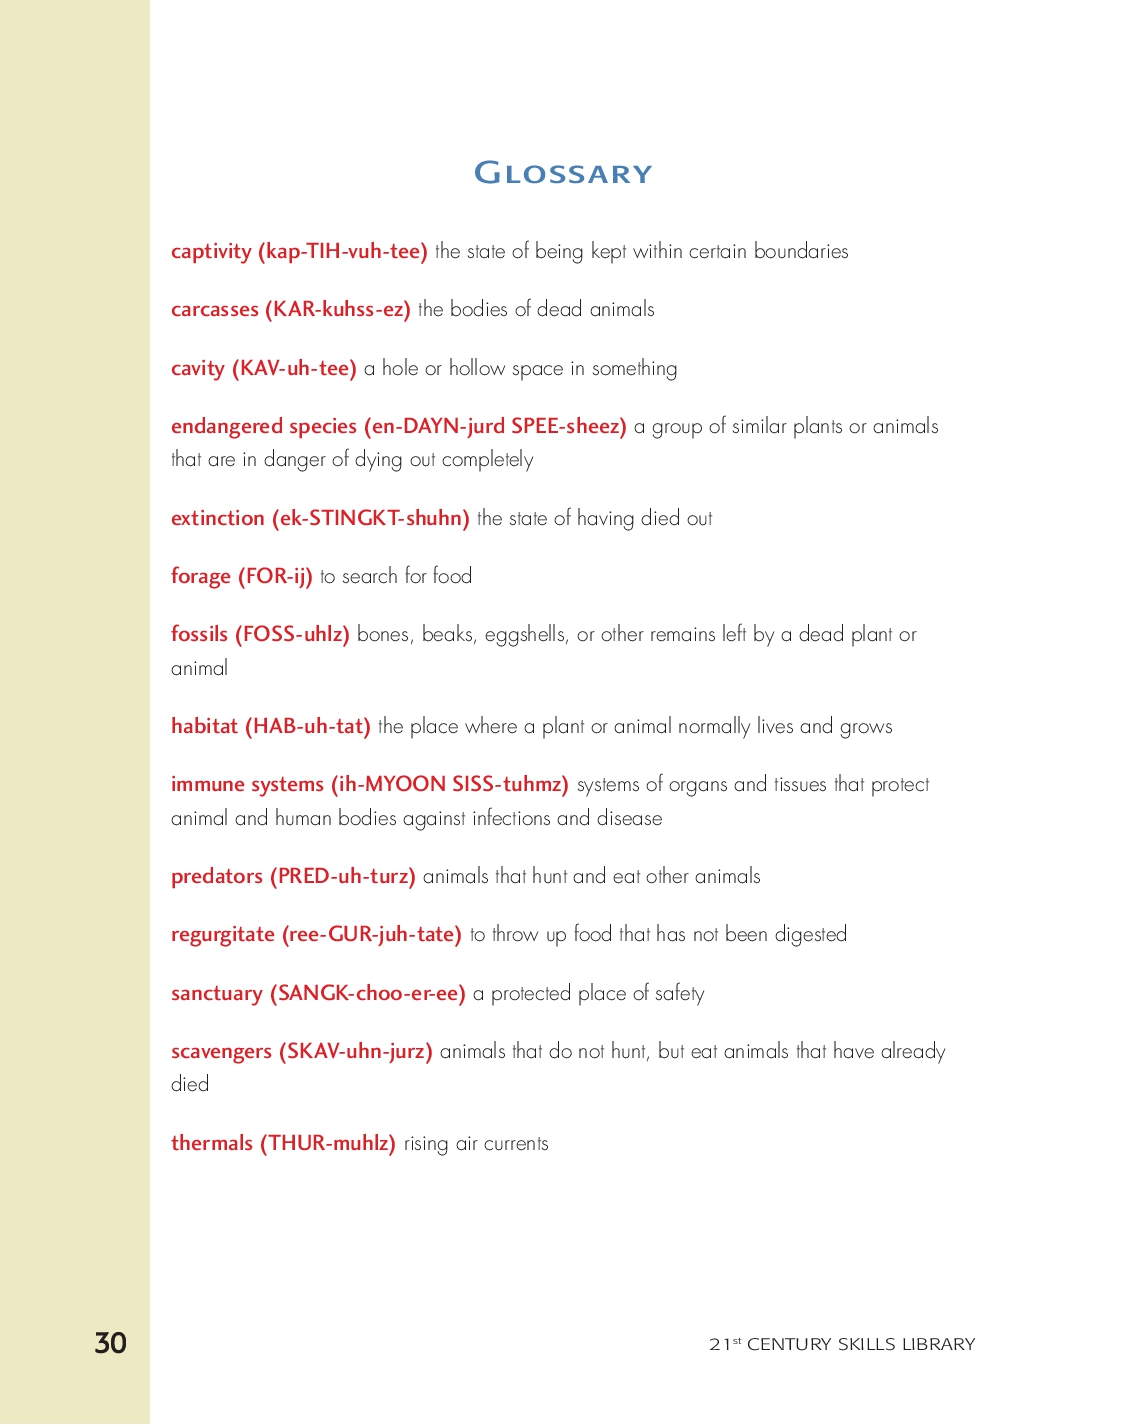 GLOSSARY
captivity (kap-TIH-vuh-tee) the state of being kept within certain boundaries
carcasses (KAR-kuhss-ez) the bodies of dead animals
cavity (KAV-uh-tee) a hole or hollow space in something
endangered species (en-DAYN-jurd SPEE-sheez) a group of similar plants or animals
that are in danger of dying out completely
extinction (ek-STINGKT-shuhn) the state of having died out
forage (FOR-ij) to search for food
fossils (FOSS-uhlz) bones, beaks, eggshells, or other remains left by a dead plant or
animal
habitat (HAB-uh-tat) the place where a plant or animal normally lives and grows
immune systems (ih-MYOON SISS-tuhmz) systems of organs and tissues that protect
animal and human bodies against infections and disease
predators (PRED-uh-turz) animals that hunt and eat other animals
regurgitate (ree-GUR-juh-tate) to throw up food that has not been digested
sanctuary (SANGK-choo-er-ee) a protected place of safety
scavengers (SKAV-uhn-jurz) animals that do not hunt, but eat animals that have already
died
thermals (THUR-muhlz) rising air currents
30
21st CENTURY SKILLS LIBRARY